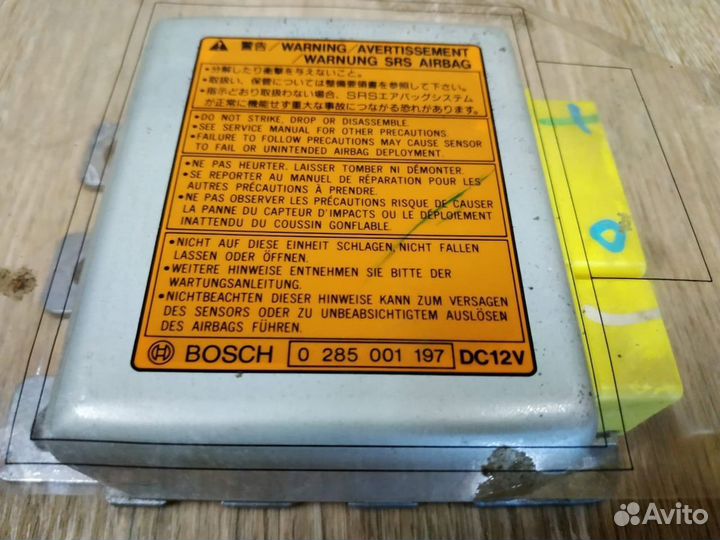 警告/WARNING/AVERTISSEMENT
/WARNUNG SRS AIRBAG
•分解したり衝撃を与えないこと。
•取扱い、保管については整備要領書を参照して下さい。
•指示どおり取扱わない場合、SRSエアバッグシステム
が正常に機能せず重大な事故につながる恐れがあります。
•DO NOT STRIKE, DROP OR DISASSEMBLE.
•SEE SERVICE MANUAL FOR OTHER PRECAUTIONS.
•FAILURE TO FOLLOW PRECAUTIONS MAY CAUSE SENSOR
TO FAIL OR UNINTENDED AIRBAG DEPLOYMENT.
•NE PAS HEURTER, LAISSER TOMBER NI DÉMONTER.
•SE REPORTER AU MANUEL DE RÉPARATION POUR LES
AUTRES PRÉCAUTIONS À PRENDRE.
•NE PAS OBSERVER LES PRÉCAUTIONS RISQUE DE CAUSER
LA PANNE DU CAPTEUR D'IMPACTS OU LE DÉPLOIEMENT
INATTENDU DU COUSSIN GONFLABLE.
•NICHT AUF DIESE EINHEIT SCHLAGEN, NICHT FALLEN
LASSEN ODER ÖFFNEN.
•WEITERE HINWEISE ENTNEHMEN SIE BITTE DER
WARTUNGSANLEITUNG.
•NICHTBEACHTEN DIESER HINWEISE KANN ZUM VERSAGEN
DES SENSORS ODER ZU UNBEABSICHTIGTEM AUSLÖSEN
DES AIRBAGS FÜHREN.
BOSCH 0 285 001 197 DC12V
Avito